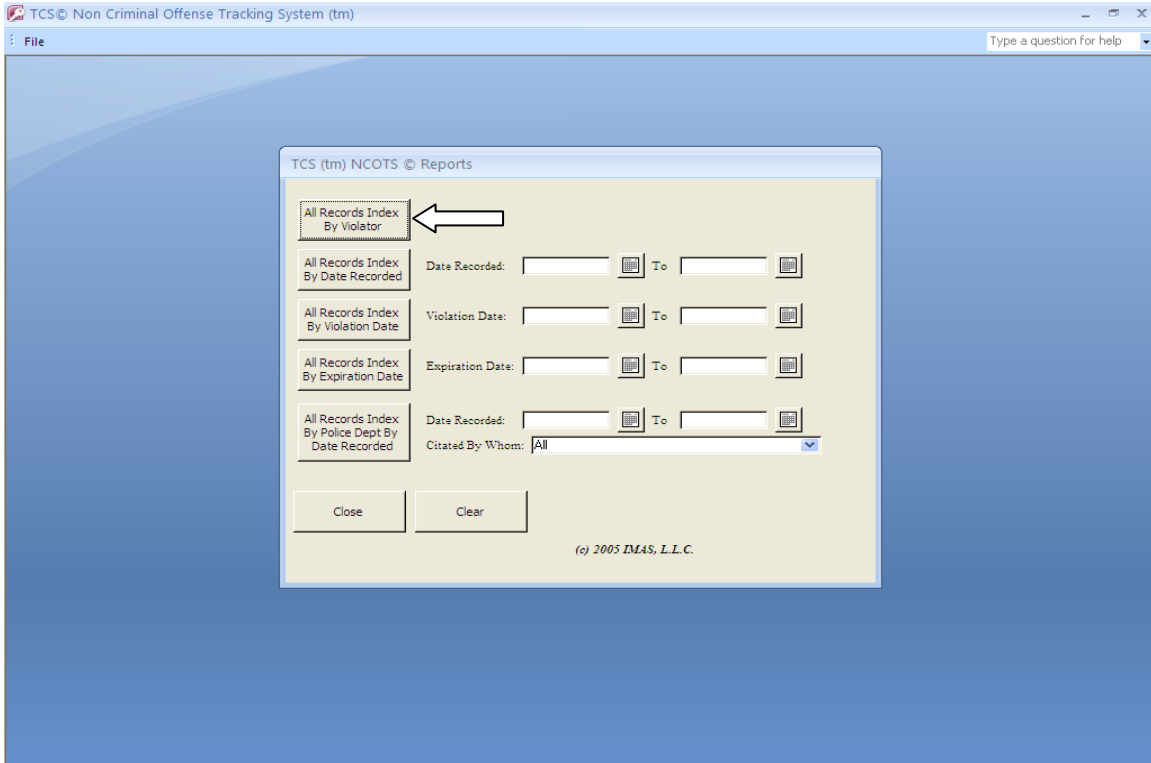 TCS© Non Criminal Offense Tracking System (tm)
File
Type a question for help
TCS (tm) NCOTS © Reports
All Records Index
By Violator
All Records Index
By Date Recorded
Date Recorded:
To
All Records Index
By Violation Date
Violation Date:
To
All Records Index
By Expiration Date
Expiration Date:
To
All Records Index
By Police Dept By
Date Recorded
Date Recorded:
To
Citated By Whom: All
Close
Clear
(c) 2005 IMAS, L.L.C.